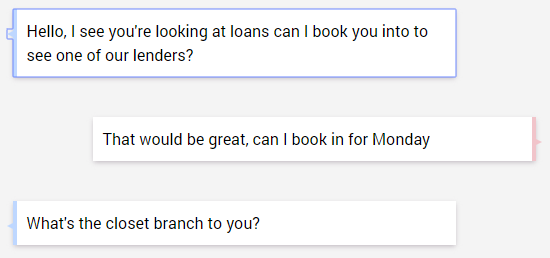 Hello, I see you're looking at loans can I book you into to
see one of our lenders?
That would be great, can I book in for Monday
What's the closet branch to you?